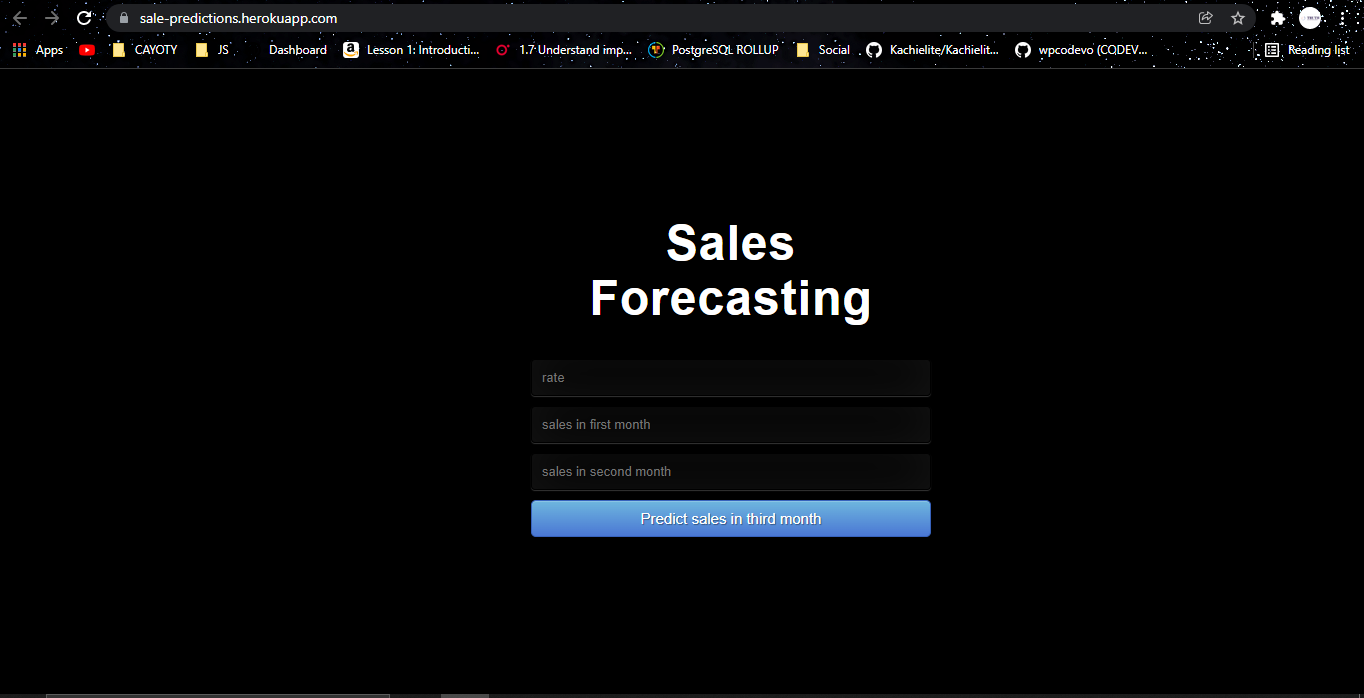 sale-predictions.herokuapp.com
Apps CAYOTY JS Dashboard Lesson 1: Introducti... 1.7 Understand imp... PostgreSQL ROLLUP Social Kachielite/Kachielit... wpcodevo (CODEV... Reading list
Sales
Forecasting
rate
sales in first month
sales in second month
Predict sales in third month